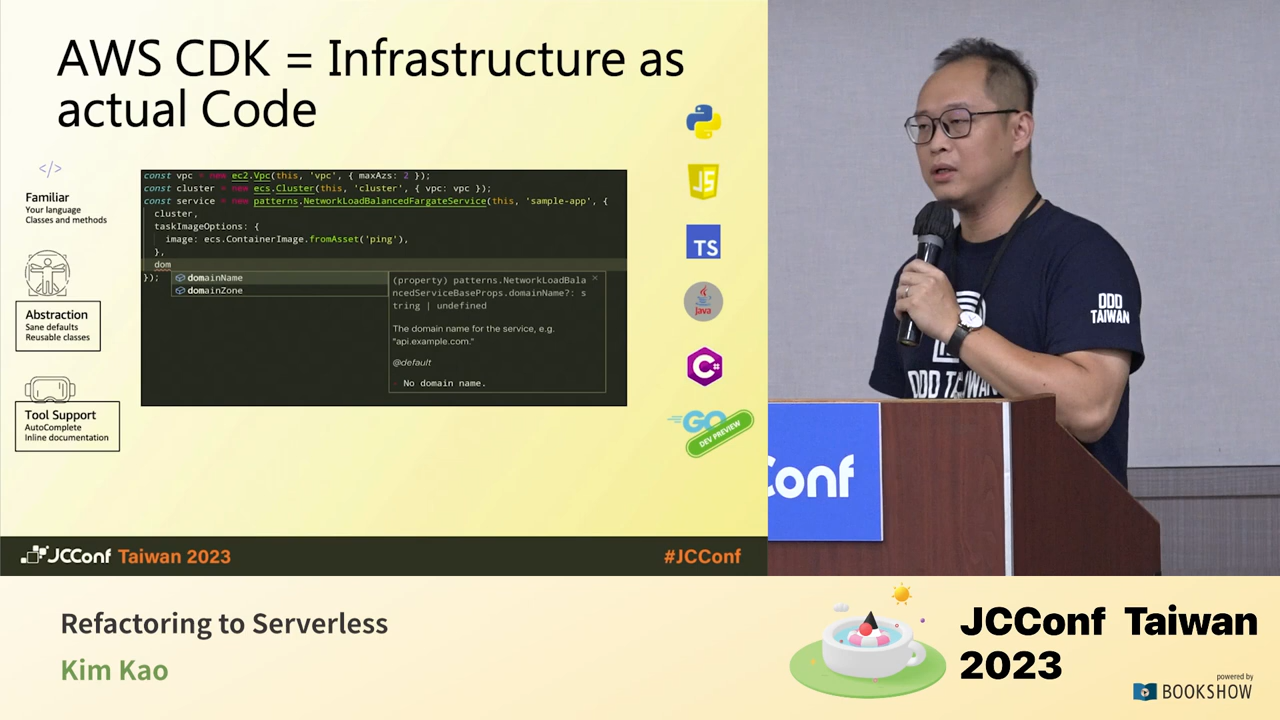 AWS CDK = Infrastructure as
actual Code
</>
Familiar
Your language
Classes and methods
Abstraction
Sane defaults
Reusable classes
Tool Support
AutoComplete
Inline documentation
const vpc = new ec2.Vpc(this, 'vpc', { maxAzs: 2 });
const cluster = new ecs.Cluster(this, 'cluster', { vpc: vpc });
const service = new patterns.NetworkLoadBalancedFargateService(this, 'sample-app', {
cluster,
taskImageOptions: {
image: ecs.ContainerImage.fromAsset('ping'),
},
dom
});
domainName
domainZone
(property) patterns.NetworkLoadBala
ncedServiceBaseProps.domainName?: s
tring | undefined
The domain name for the service, e.g.
"api.example.com."
@default
No domain name.
JS
TS
Java
C#
GO
DEV PREVIEW
DDD
TAIWAN
DDD TAIWAN
Conf
JCConf Taiwan 2023
#JCConf
Refactoring to Serverless
Kim Kao
JCConf Taiwan
2023
powered by
BOOKSHOW